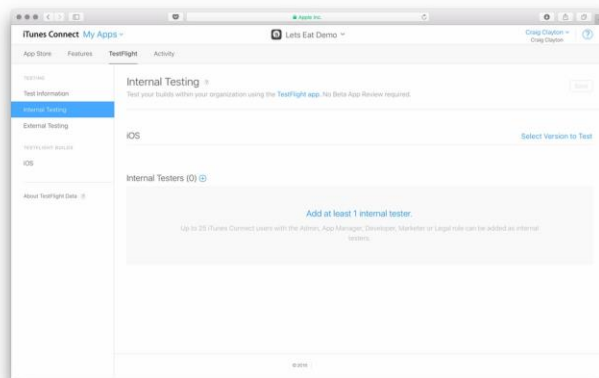 Apple Inc.
iTunes Connect My Apps
Lets Eat Demo
Craig Clayton
Craig Clayton
?
App Store Features TestFlight Activity
TESTING
Test Information
Internal Testing
External Testing
TESTFLIGHT BUILDS
iOS
About TestFlight Data ?
Internal Testing ?
Save
Test your builds within your organization using the TestFlight app. No Beta App Review required.
iOS
Select Version to Test
Internal Testers (0)
Add at least 1 internal tester.
Up to 25 iTunes Connect users with the Admin, App Manager, Developer, Marketer or Legal role can be added as internal
testers.